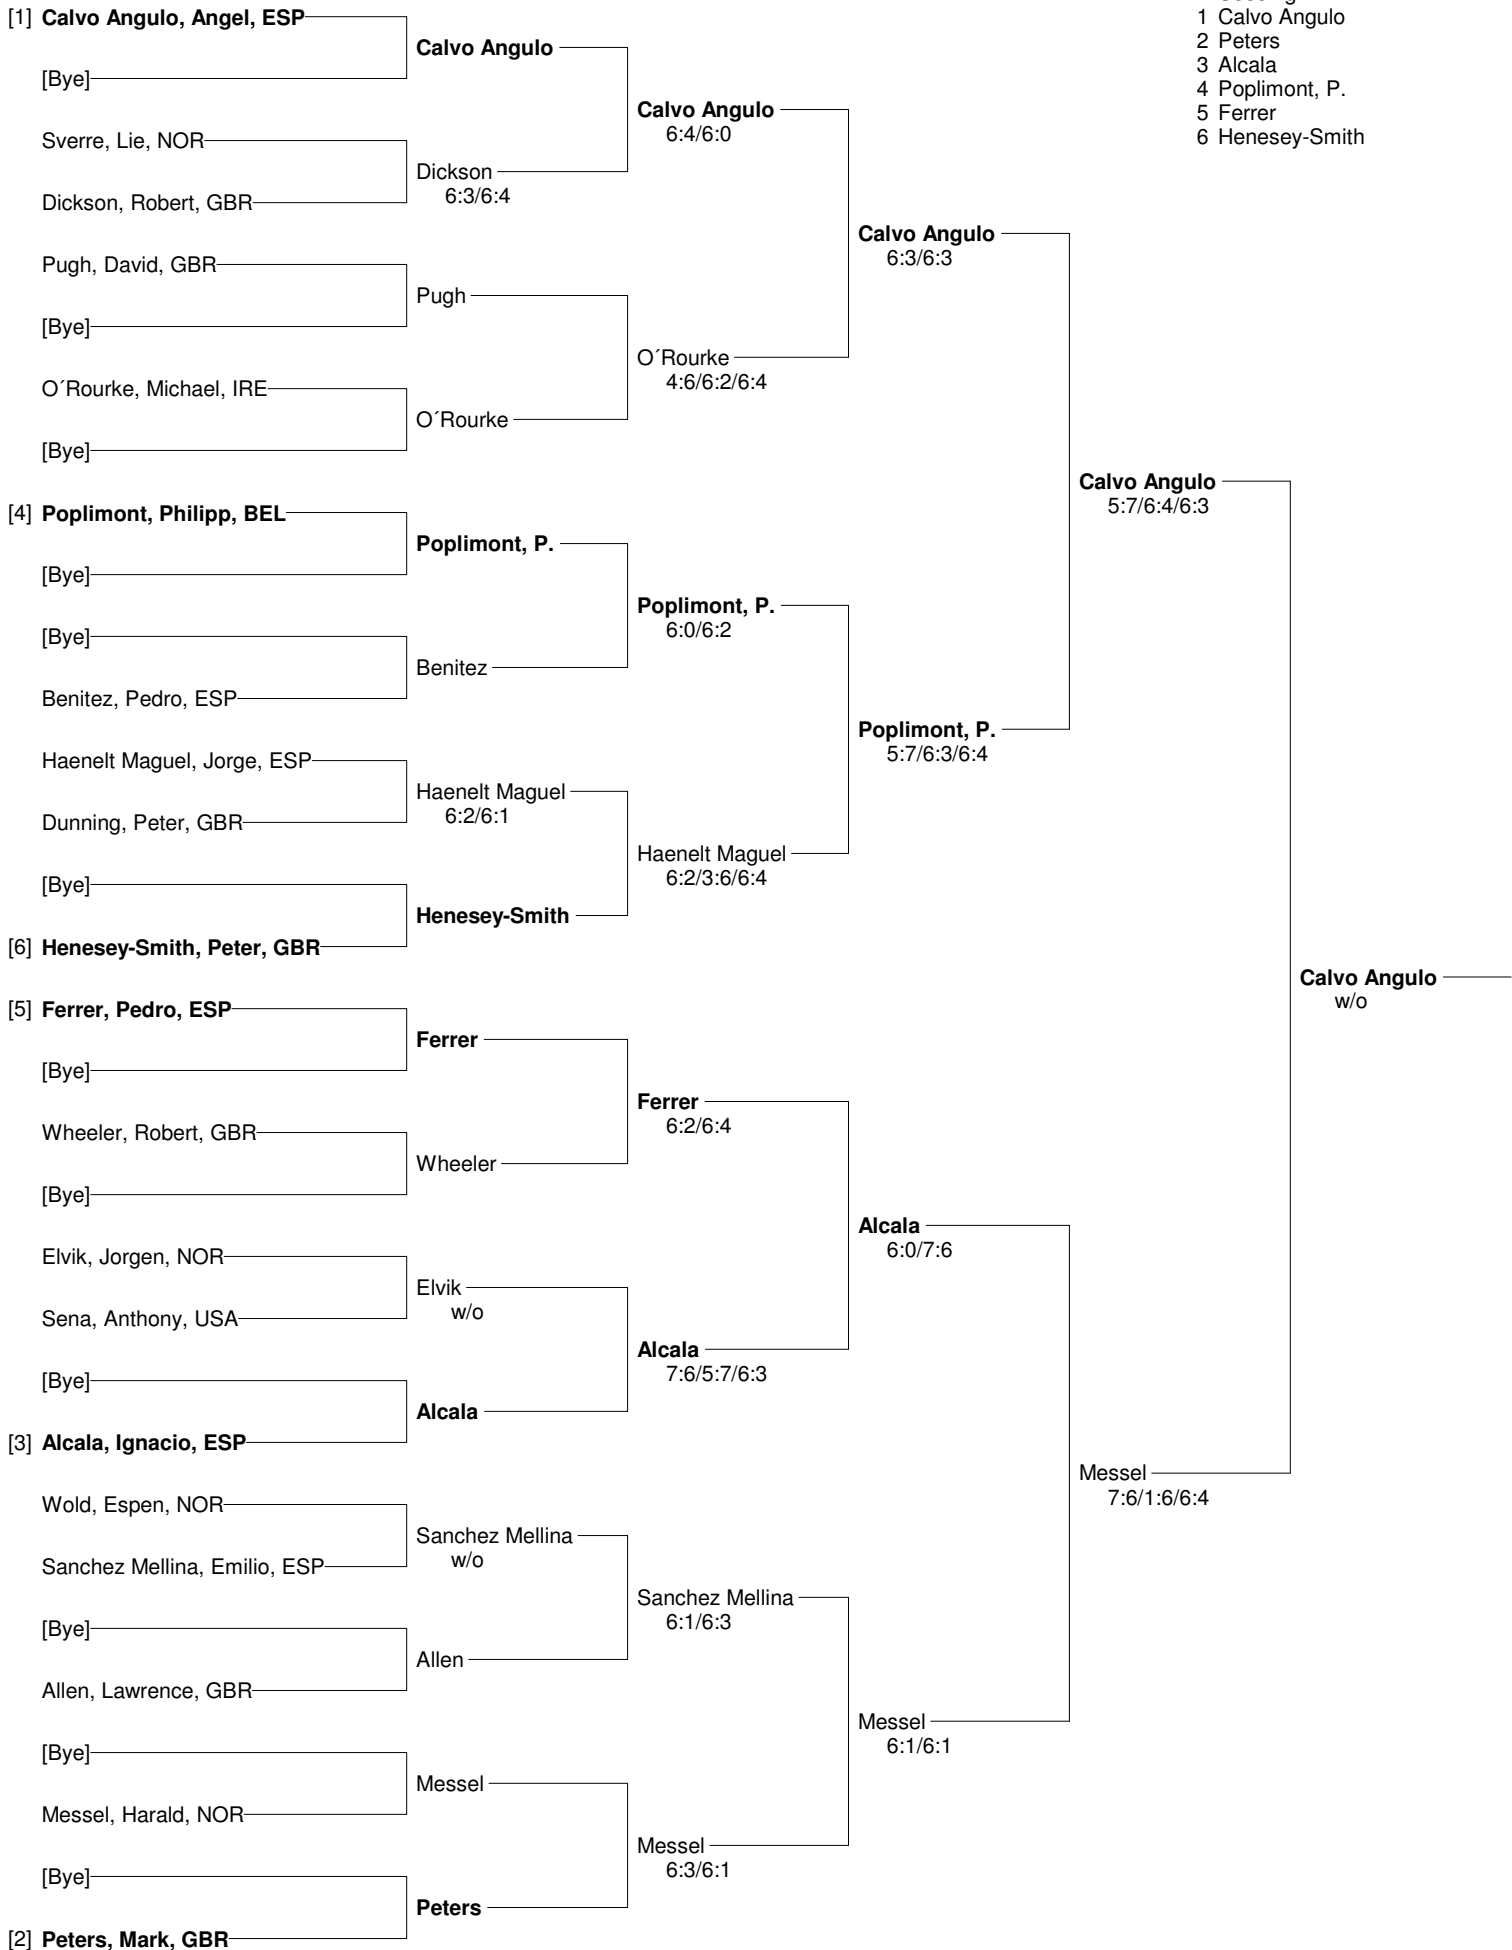 [1] Calvo Angulo, Angel, ESP
[Bye]
Sverre, Lie, NOR
Dickson, Robert, GBR
Pugh, David, GBR
[Bye]
O´Rourke, Michael, IRE
[Bye]
[4] Poplimont, Philipp, BEL
[Bye]
[Bye]
Benitez, Pedro, ESP
Haenelt Maguel, Jorge, ESP
Dunning, Peter, GBR
[Bye]
[6] Henesey-Smith, Peter, GBR
[5] Ferrer, Pedro, ESP
[Bye]
Wheeler, Robert, GBR
[Bye]
Elvik, Jorgen, NOR
Sena, Anthony, USA
[Bye]
[3] Alcala, Ignacio, ESP
Wold, Espen, NOR
Sanchez Mellina, Emilio, ESP
[Bye]
Allen, Lawrence, GBR
[Bye]
Messel, Harald, NOR
[Bye]
[2] Peters, Mark, GBR
Calvo Angulo
Dickson
6:3/6:4
Pugh
O´Rourke
Poplimont, P.
Benitez
Haenelt Maguel
6:2/6:1
Henesey-Smith
Ferrer
Wheeler
Elvik
w/o
Alcala
Sanchez Mellina
w/o
Allen
Messel
Peters
Calvo Angulo
6:4/6:0
O´Rourke
4:6/6:2/6:4
Poplimont, P.
6:0/6:2
Haenelt Maguel
6:2/3:6/6:4
Ferrer
6:2/6:4
Alcala
7:6/5:7/6:3
Sanchez Mellina
6:1/6:3
Messel
6:3/6:1
Calvo Angulo
6:3/6:3
Poplimont, P.
5:7/6:3/6:4
Alcala
6:0/7:6
Messel
6:1/6:1
Calvo Angulo
5:7/6:4/6:3
Messel
7:6/1:6/6:4
Calvo Angulo
w/o
1 Calvo Angulo
2 Peters
3 Alcala
4 Poplimont, P.
5 Ferrer
6 Henesey-Smith